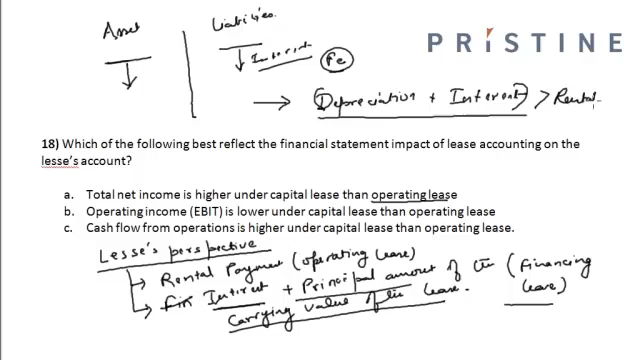 Asset
Liabilities
Interest
Fe
PRISTINE
(Depreciation + Interest) > Rental
18) Which of the following best reflect the financial statement impact of lease accounting on the
lesse's account?
a. Total net income is higher under capital lease than operating lease
b. Operating income (EBIT) is lower under capital lease than operating lease
c. Cash flow from operations is higher under capital lease than operating lease.
Lesse's perspective
Rental Payment (operating lease)
Interest + Principal amount of the (Financing
lease)
Carrying value of the lease.